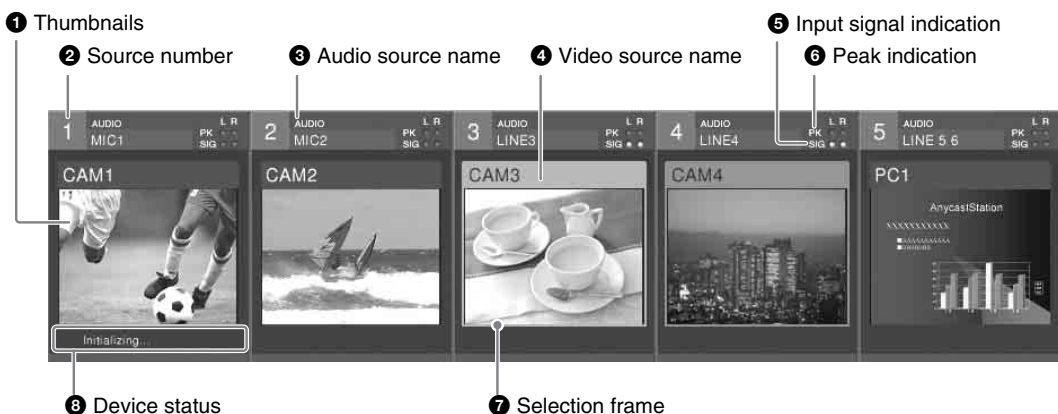 ❶ Thumbnails
❷ Source number
❸ Audio source name
❹ Video source name
❺ Input signal indication
❻ Peak indication
1 AUDIO MIC1 L R PK SIG
2 AUDIO MIC2 L R PK SIG
3 AUDIO LINE3 L R PK SIG
4 AUDIO LINE4 L R PK SIG
5 AUDIO LINE 5 6 L R PK SIG
CAM1
CAM2
CAM3
CAM4
PC1
AnycastStation
XXXXXXXXXXX
Initializing...
❽ Device status
❼ Selection frame